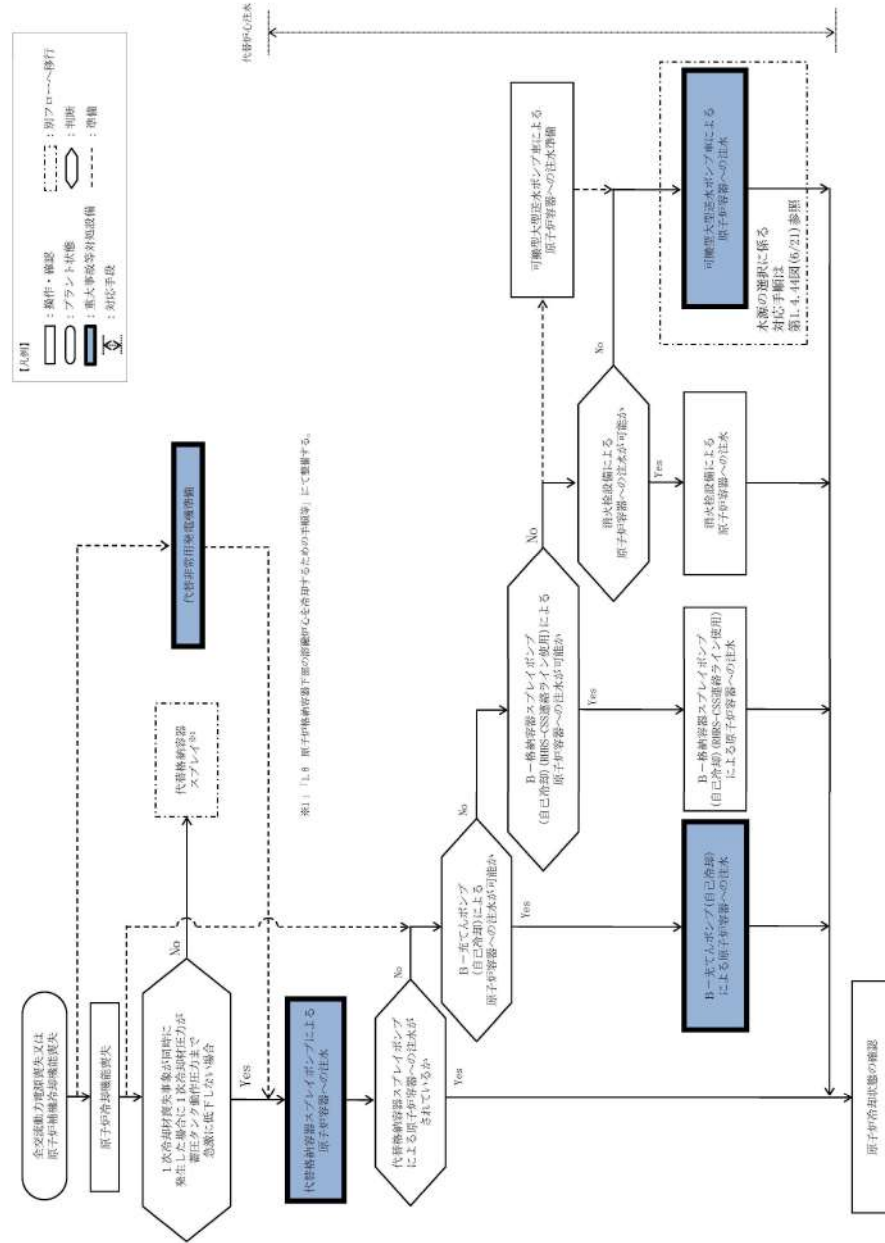 【凡例】
：操作・確認
：プラント状態
：重大事故等対処設備
：対応手段
：別フローへ移行
：判断
：準備
全交流動力電源喪失又は
原子炉補機冷却機能喪失
原子炉冷却機能喪失
1次冷却材喪失事象が同時に
発生した場合に1次冷却材圧力が
蓄圧タンク動作圧力まで
急激に低下しない場合
No
Yes
代替格納容器
スプレイ※1
代替非常用発電機準備
※1：「1.8 原子炉格納容器下部の溶融炉心を冷却するための手順等」にて整備する。
代替格納容器スプレイポンプによる
原子炉容器への注水
代替格納容器スプレイポンプ
による原子炉容器への注水が
されているか
No
Yes
B－充てんポンプ
(自己冷却)による
原子炉容器への注水が可能か
No
Yes
B－充てんポンプ(自己冷却)
による原子炉容器への注水
B－格納容器スプレイポンプ
(自己冷却)(RHRS-CSS連絡ライン使用)による
原子炉容器への注水が可能か
No
Yes
B－格納容器スプレイポンプ
(自己冷却)(RHRS-CSS連絡ライン使用)
による原子炉容器への注水
消火栓設備による
原子炉容器への注水が可能か
No
Yes
消火栓設備による
原子炉容器への注水
可搬型大型送水ポンプ車による
原子炉容器への注水準備
可搬型大型送水ポンプ車による
原子炉容器への注水
水源の選択に係る
対応手順は
第1.4.44図(6/21)参照
代替炉心注水
原子炉冷却状態の確認